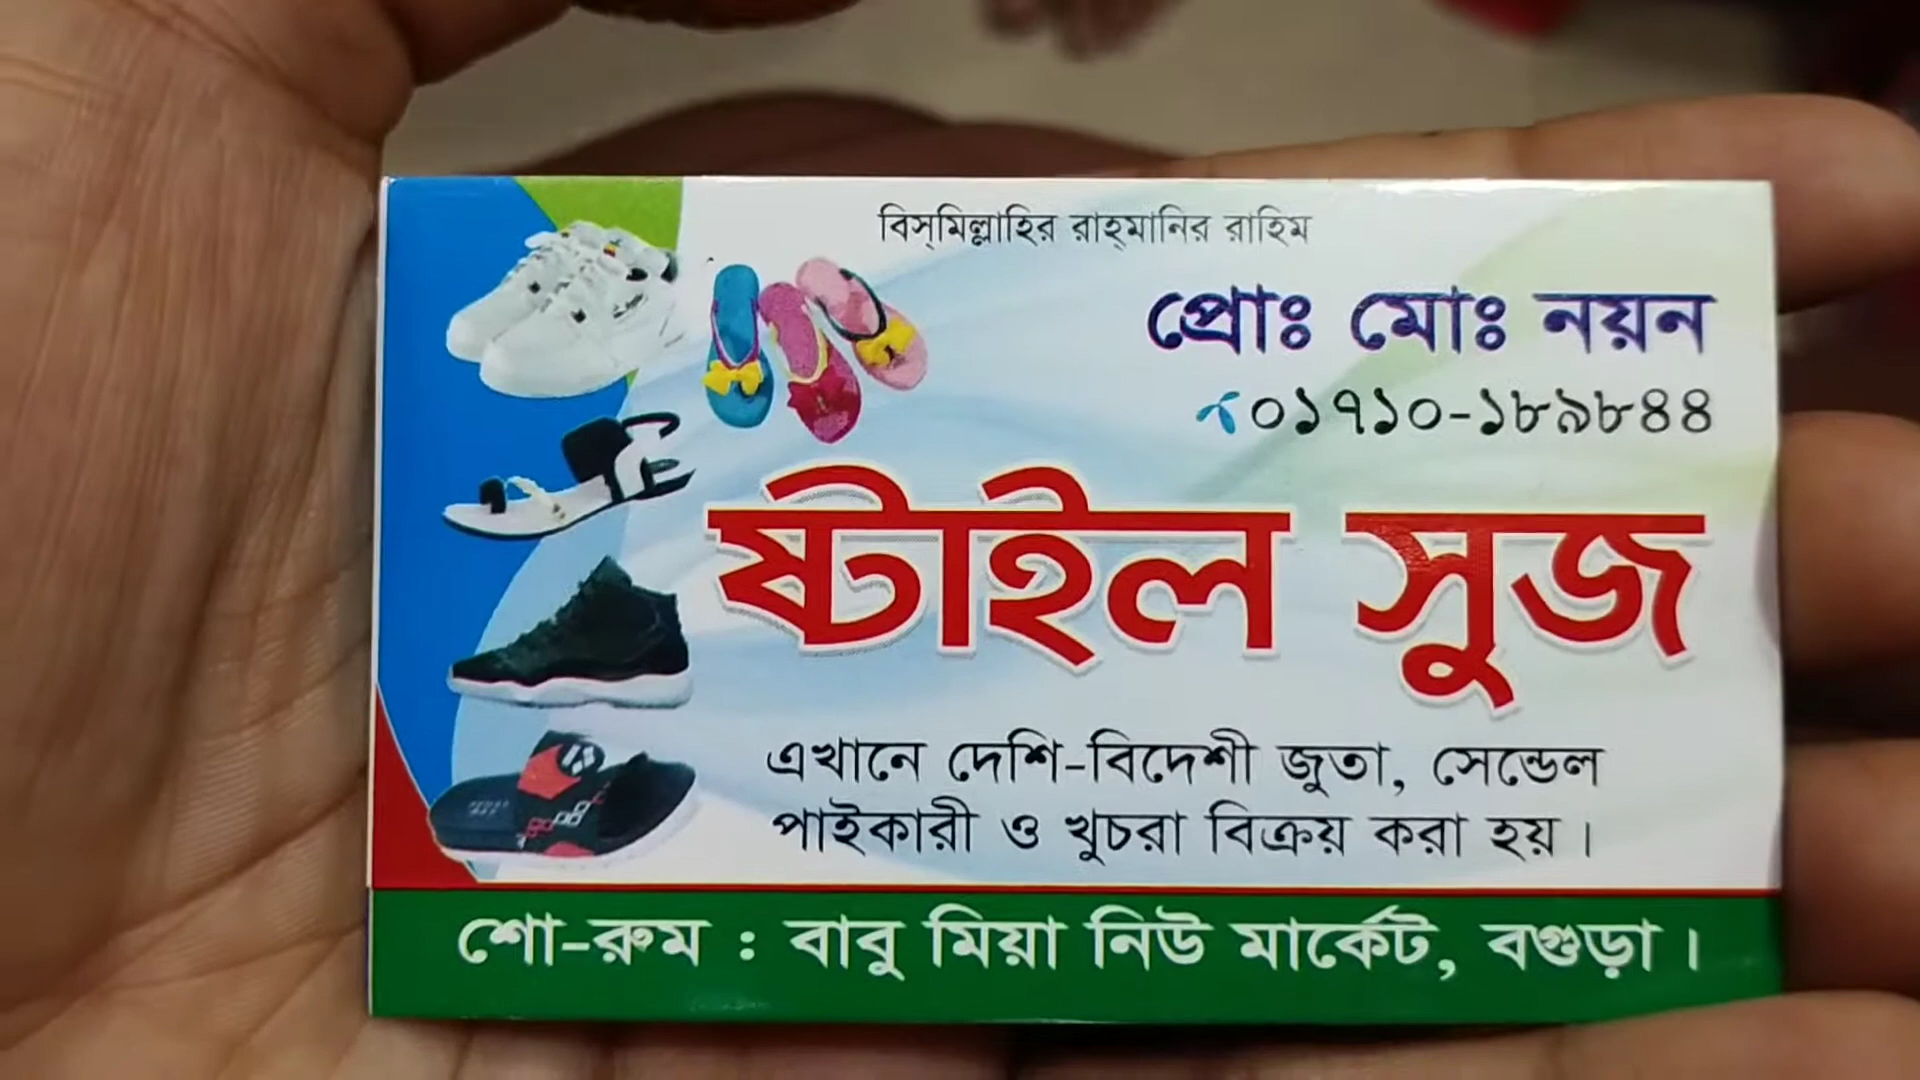 বিস্‌মিল্লাহির রাহ্‌মানির রাহিম
প্রোঃ মোঃ নয়ন
০১৭১০-১৮৯৮৪৪
ষ্টাইল সুজ
এখানে দেশি-বিদেশী জুতা, সেন্ডেল
পাইকারী ও খুচরা বিক্রয় করা হয়।
শো-রুম : বাবু মিয়া নিউ মার্কেট, বগুড়া।